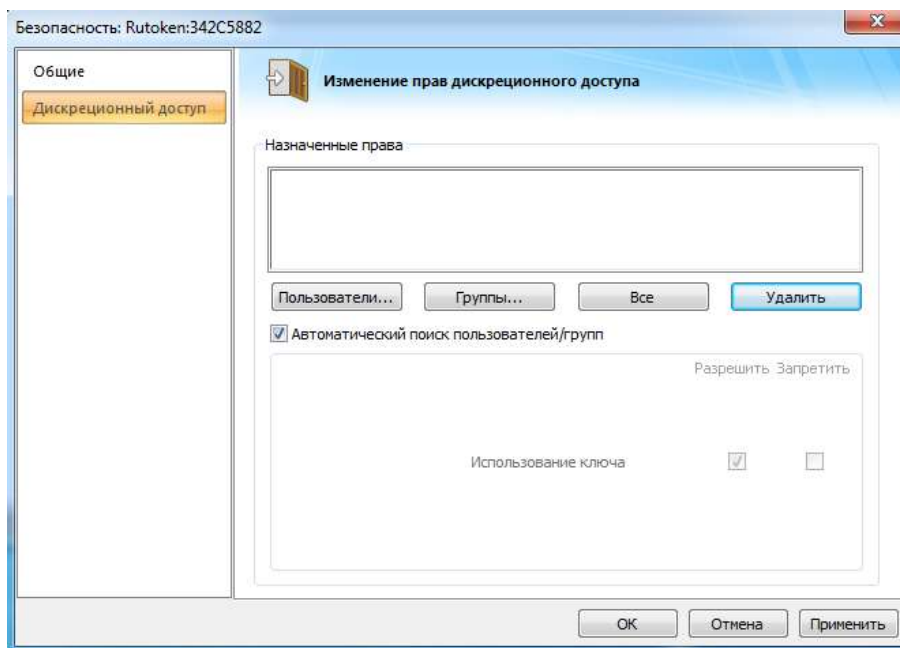 Безопасность: Rutoken:342C5882
Общие
Дискреционный доступ
Изменение прав дискреционного доступа
Назначенные права
Пользователи... Группы... Все Удалить
Автоматический поиск пользователей/групп
Разрешить Запретить
Использование ключа
ОК Отмена Применить